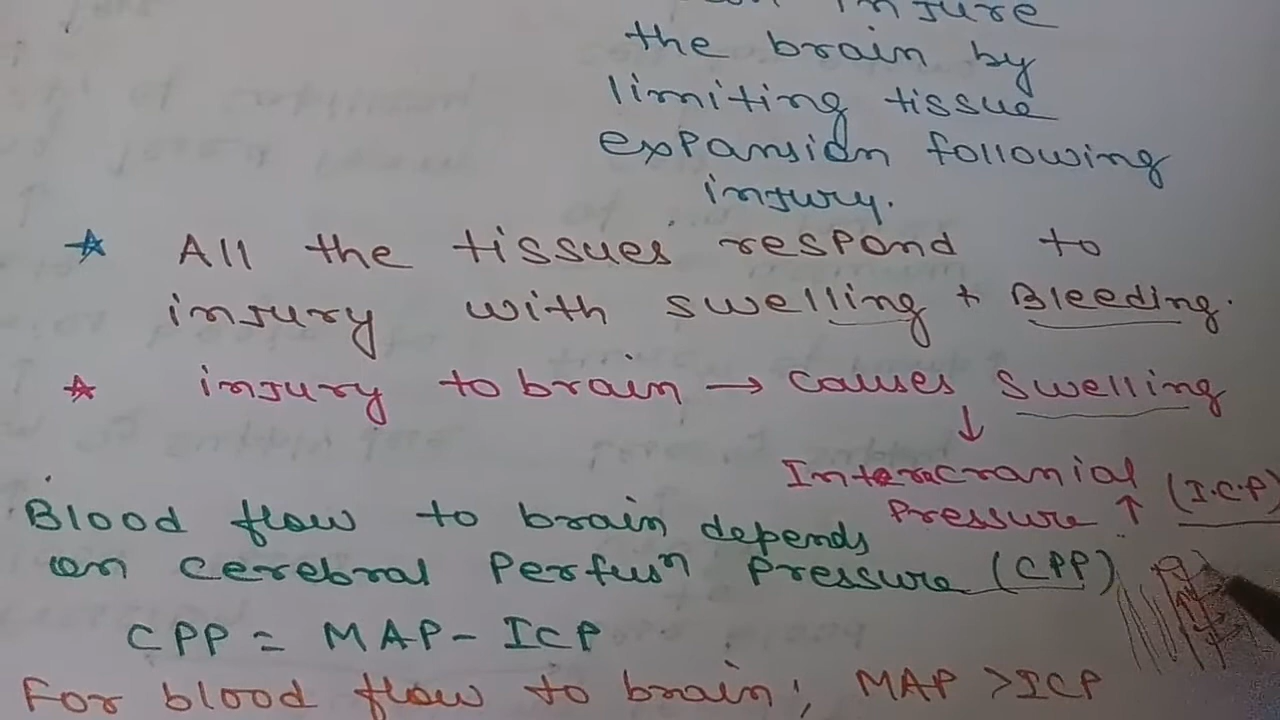 injure
the brain by
limiting tissue
expansion following
injury.
☆ All the tissues respond to
injury with swelling + Bleeding.
☆ injury to brain → causes swelling
↓
Intracranial
Pressure ↑ (I.C.P)
Blood flow to brain depends
on cerebral Perfusn Pressure (CPP)
CPP = MAP - ICP
For blood flow to brain; MAP > ICP